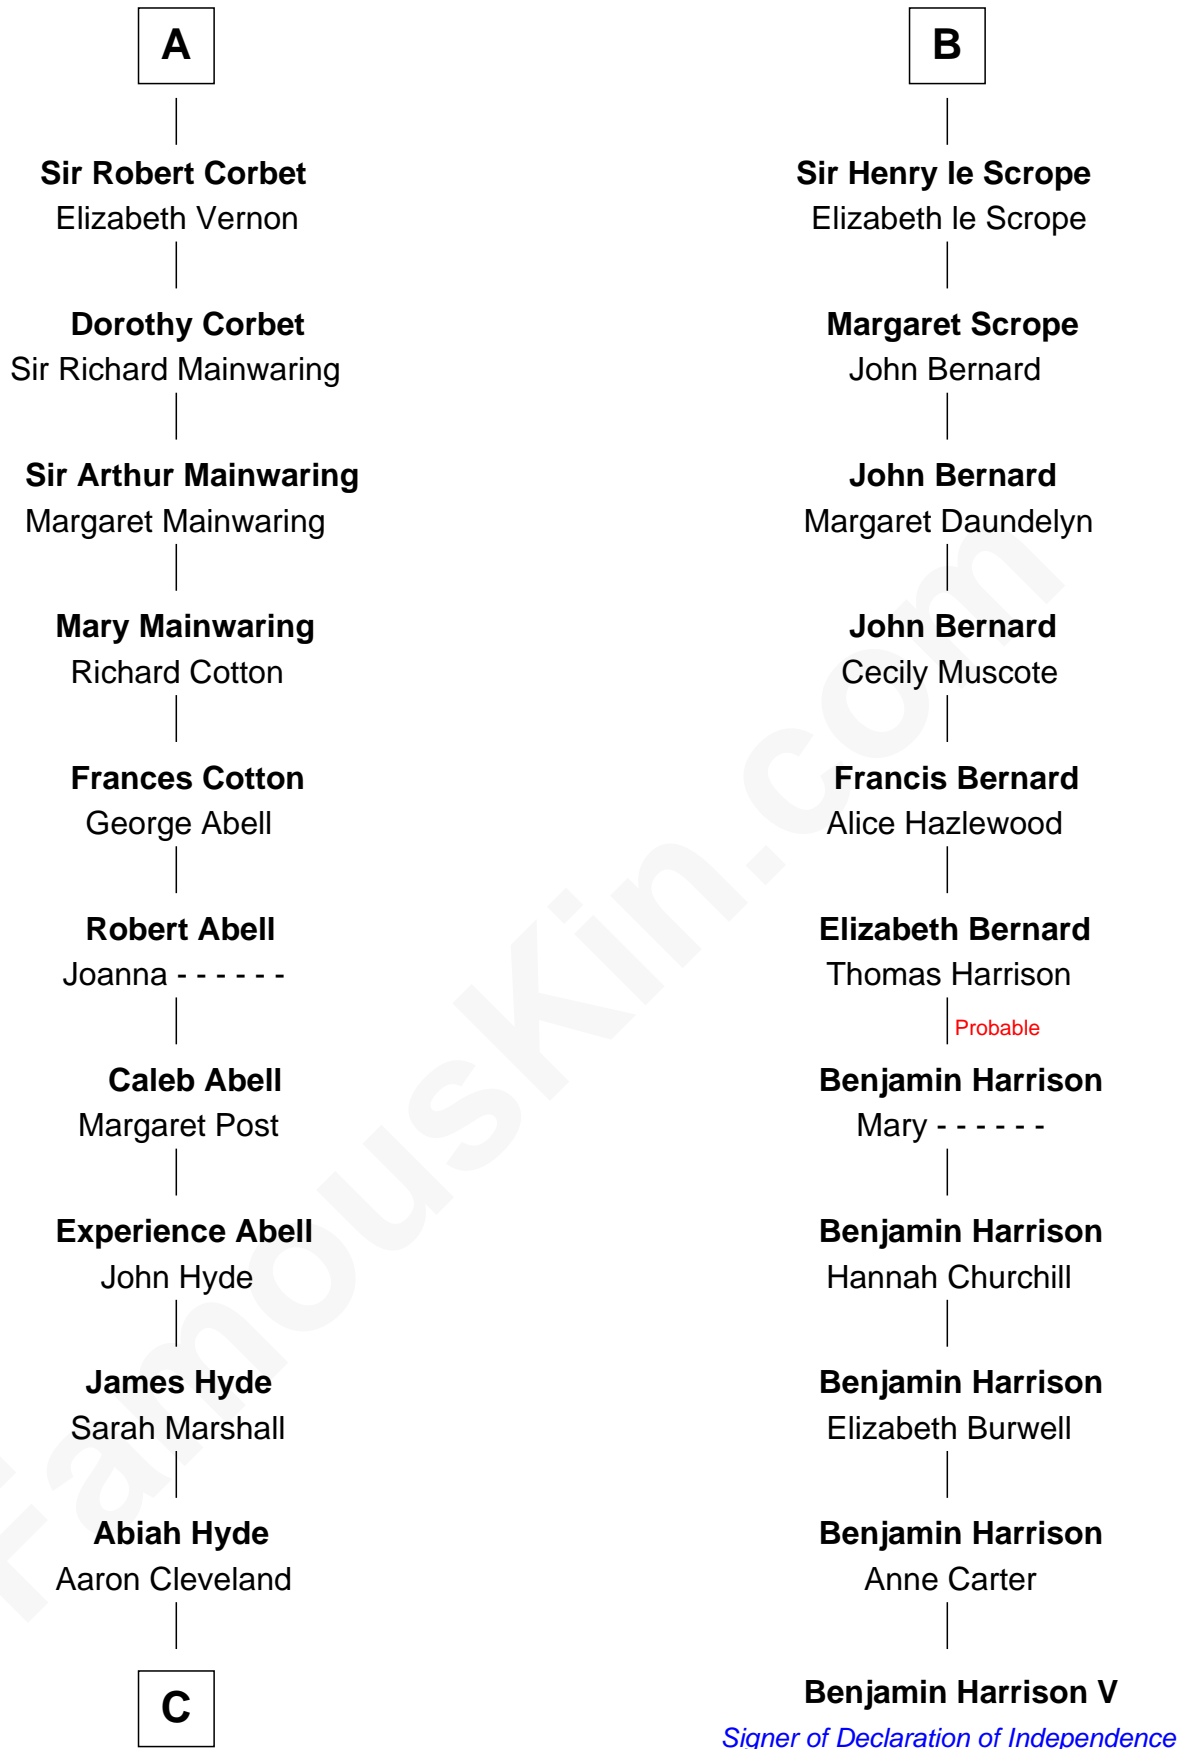 A
Sir Robert Corbet
Elizabeth Vernon
Dorothy Corbet
Sir Richard Mainwaring
Sir Arthur Mainwaring
Margaret Mainwaring
Mary Mainwaring
Richard Cotton
Frances Cotton
George Abell
Robert Abell
Joanna - - - - - -
Caleb Abell
Margaret Post
Experience Abell
John Hyde
James Hyde
Sarah Marshall
Abiah Hyde
Aaron Cleveland
C
B
Sir Henry le Scrope
Elizabeth le Scrope
Margaret Scrope
John Bernard
John Bernard
Margaret Daundelyn
John Bernard
Cecily Muscote
Francis Bernard
Alice Hazlewood
Elizabeth Bernard
Thomas Harrison
Probable
Benjamin Harrison
Mary - - - - - -
Benjamin Harrison
Hannah Churchill
Benjamin Harrison
Elizabeth Burwell
Benjamin Harrison
Anne Carter
Benjamin Harrison V
Signer of Declaration of Independence
FamousKin.com